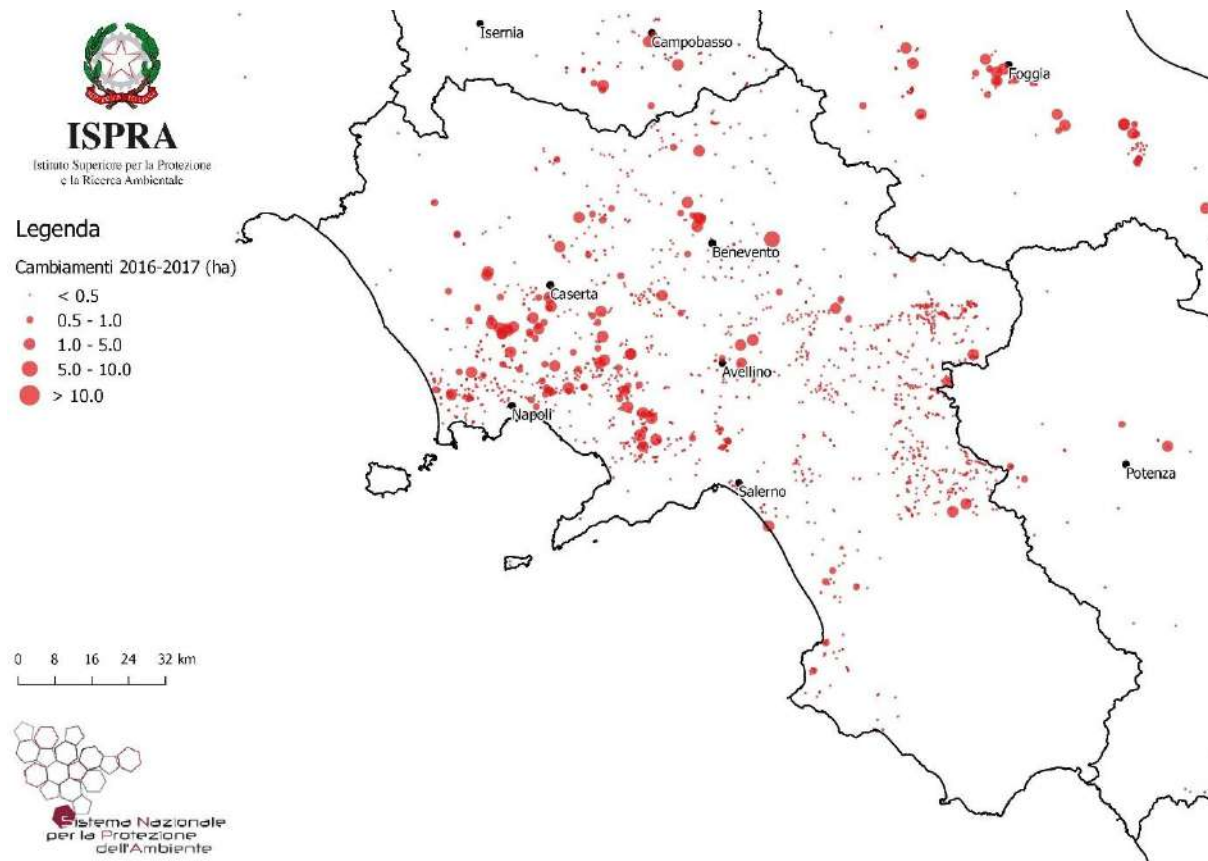 ISPRA
Istituto Superiore per la Protezione
e la Ricerca Ambientale
Legenda
Cambiamenti 2016-2017 (ha)
< 0.5
0.5 - 1.0
1.0 - 5.0
5.0 - 10.0
> 10.0
Isernia
Campobasso
Foggia
Benevento
Caserta
Avellino
Napoli
Salerno
Potenza
0 8 16 24 32 km
Sistema Nazionale
per la Protezione
dell'Ambiente